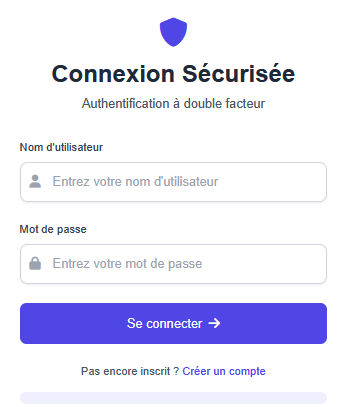 Connexion Sécurisée
Authentification à double facteur
Nom d'utilisateur
Entrez votre nom d'utilisateur
Mot de passe
Entrez votre mot de passe
Se connecter
Pas encore inscrit ? Créer un compte